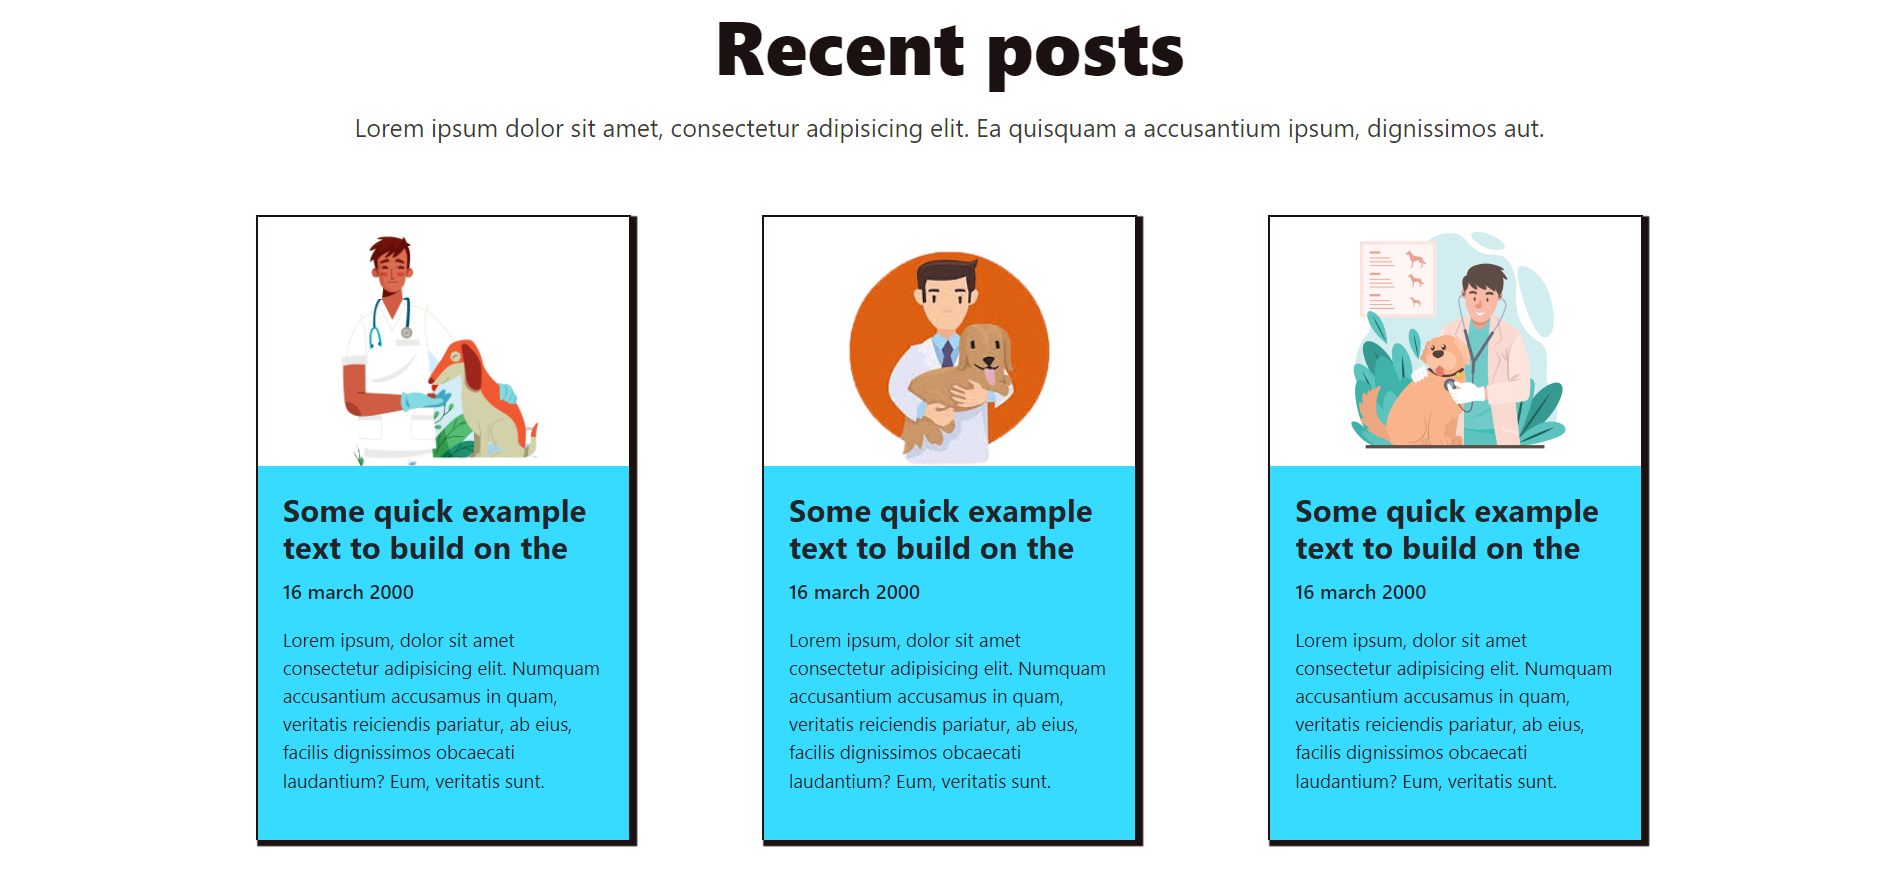 Recent posts
Lorem ipsum dolor sit amet, consectetur adipisicing elit. Ea quisquam a accusantium ipsum, dignissimos aut.
Some quick example
text to build on the
16 march 2000
Lorem ipsum, dolor sit amet
consectetur adipisicing elit. Numquam
accusantium accusamus in quam,
veritatis reiciendis pariatur, ab eius,
facilis dignissimos obcaecati
laudantium? Eum, veritatis sunt.
Some quick example
text to build on the
16 march 2000
Lorem ipsum, dolor sit amet
consectetur adipisicing elit. Numquam
accusantium accusamus in quam,
veritatis reiciendis pariatur, ab eius,
facilis dignissimos obcaecati
laudantium? Eum, veritatis sunt.
Some quick example
text to build on the
16 march 2000
Lorem ipsum, dolor sit amet
consectetur adipisicing elit. Numquam
accusantium accusamus in quam,
veritatis reiciendis pariatur, ab eius,
facilis dignissimos obcaecati
laudantium? Eum, veritatis sunt.